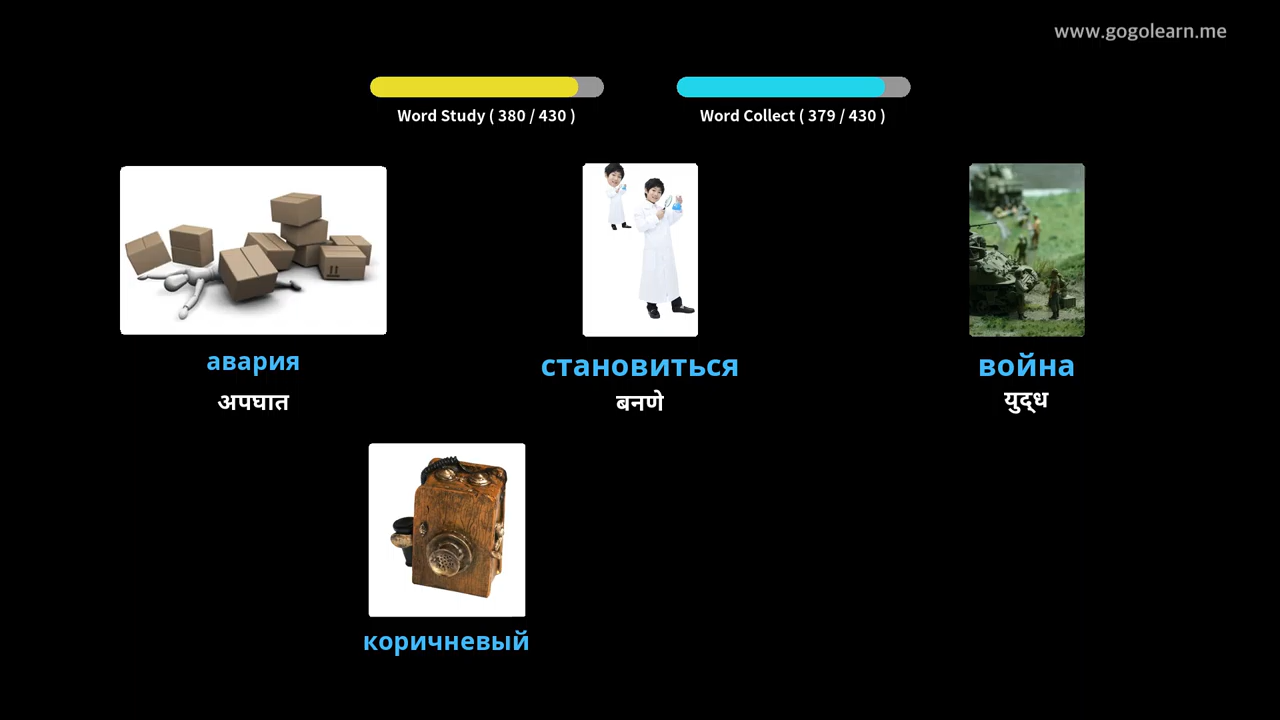 www.gogolearn.me
Word Study ( 380 / 430 )
Word Collect ( 379 / 430 )
авария
становиться
война
अपघात
बनणे
युद्ध
коричневый